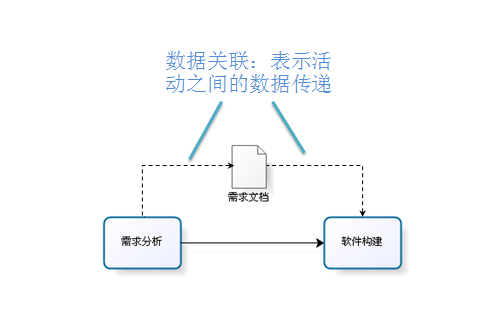 数据关联：表示活
动之间的数据传递
需求文档
需求分析
软件构建